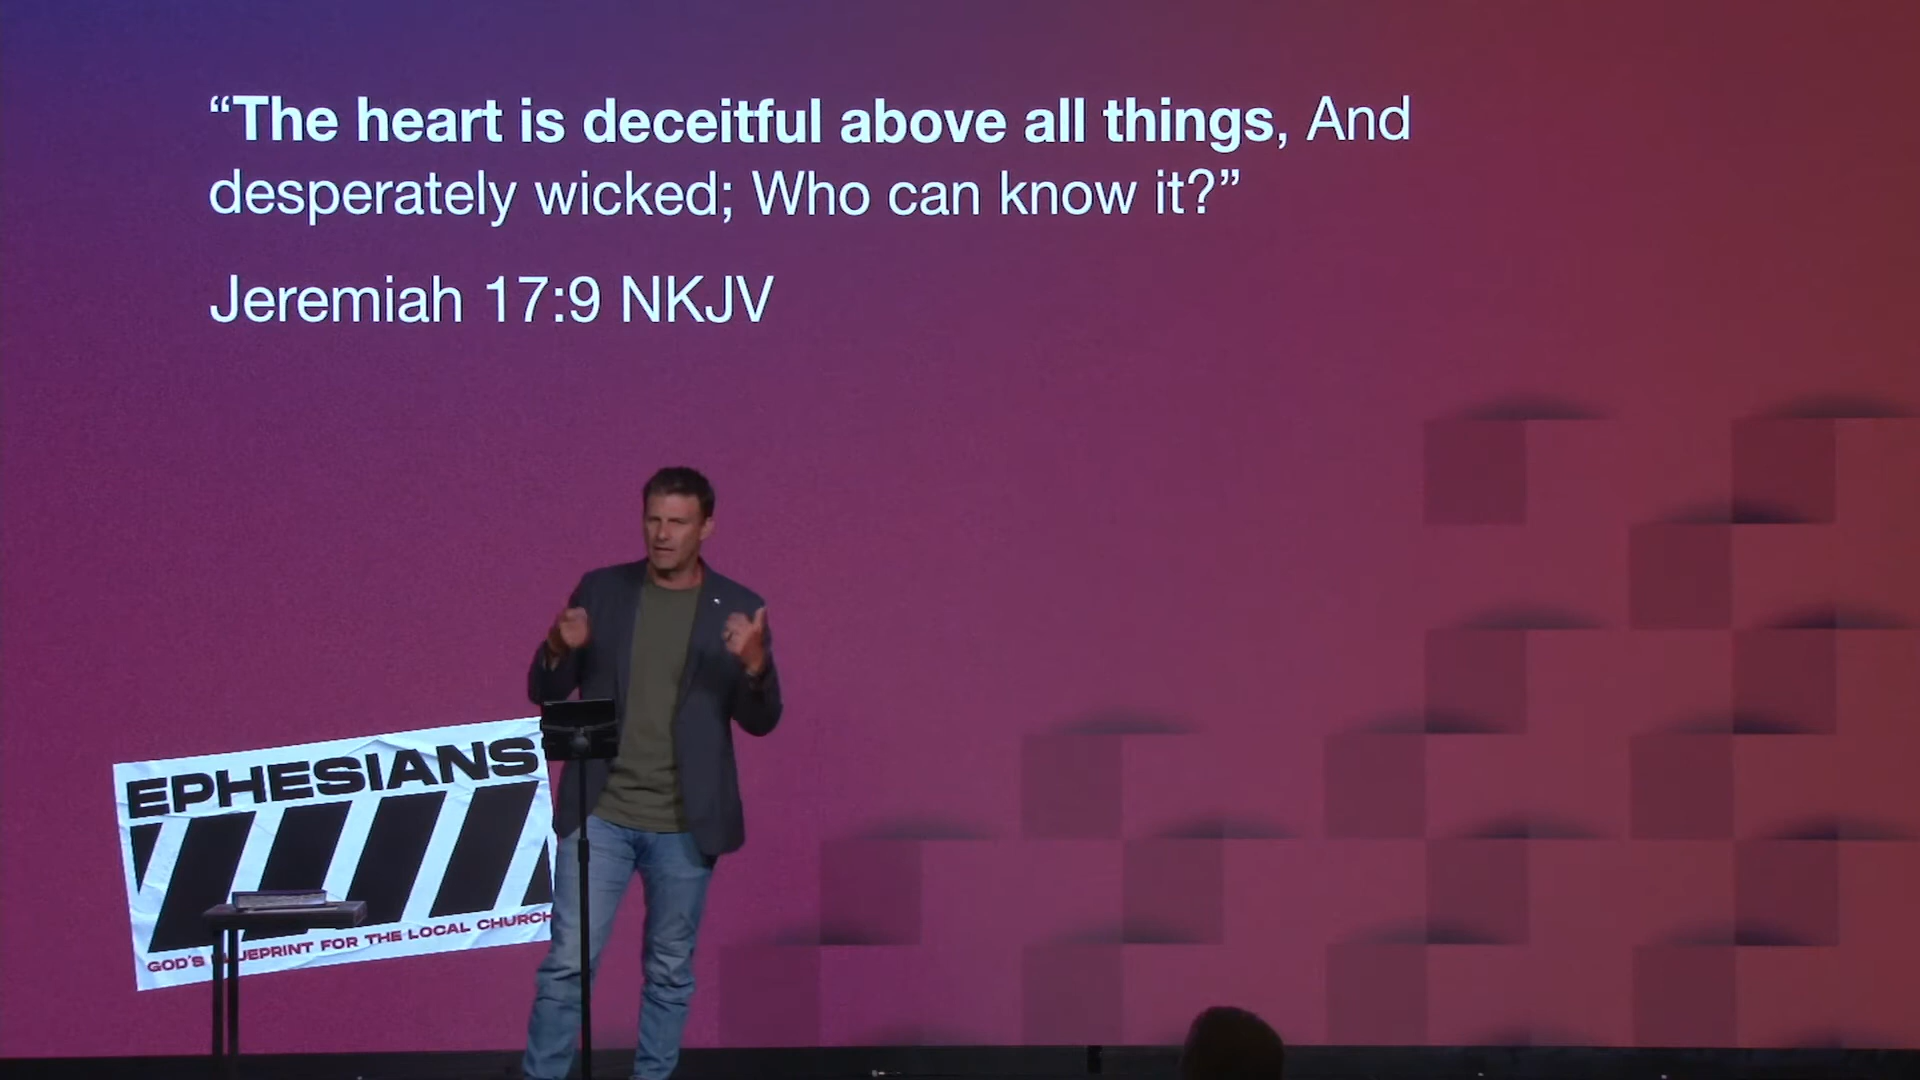 “The heart is deceitful above all things, And
desperately wicked; Who can know it?”
Jeremiah 17:9 NKJV
EPHESIANS
GOD'S BLUEPRINT FOR THE LOCAL CHURCH